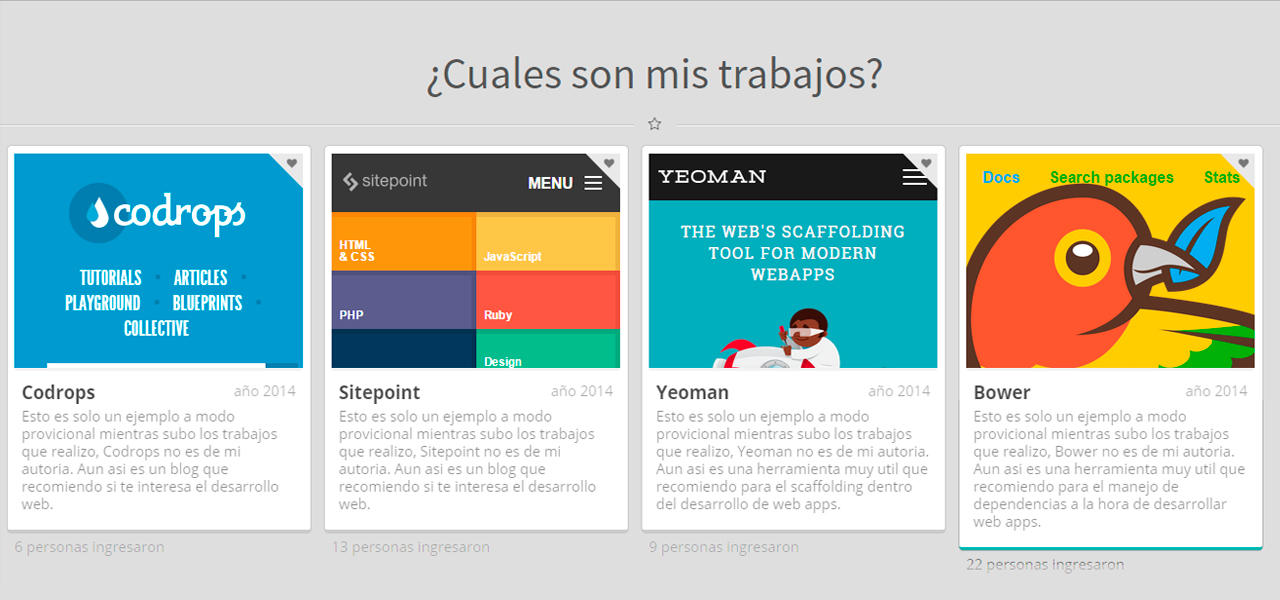 ¿Cuales son mis trabajos?
codrops
TUTORIALS · ARTICLES ·
PLAYGROUND · BLUEPRINTS ·
COLLECTIVE
Codrops año 2014
Esto es solo un ejemplo a modo
provicional mientras subo los trabajos
que realizo, Codrops no es de mi
autoria. Aun asi es un blog que
recomiendo si te interesa el desarrollo
web.
6 personas ingresaron
sitepoint MENU
HTML
& CSS JavaScript
PHP Ruby
Design
Sitepoint año 2014
Esto es solo un ejemplo a modo
provicional mientras subo los trabajos
que realizo, Sitepoint no es de mi
autoria. Aun asi es un blog que
recomiendo si te interesa el desarrollo
web.
13 personas ingresaron
YEOMAN
THE WEB'S SCAFFOLDING
TOOL FOR MODERN
WEBAPPS
Yeoman año 2014
Esto es solo un ejemplo a modo
provicional mientras subo los trabajos
que realizo, Yeoman no es de mi autoria.
Aun asi es una herramienta muy util que
recomiendo para el scaffolding dentro
del desarrollo de web apps.
9 personas ingresaron
Docs Search packages Stats
Bower año 2014
Esto es solo un ejemplo a modo
provicional mientras subo los trabajos
que realizo, Bower no es de mi autoria.
Aun asi es una herramienta muy util que
recomiendo para el manejo de
dependencias a la hora de desarrollar
web apps.
22 personas ingresaron